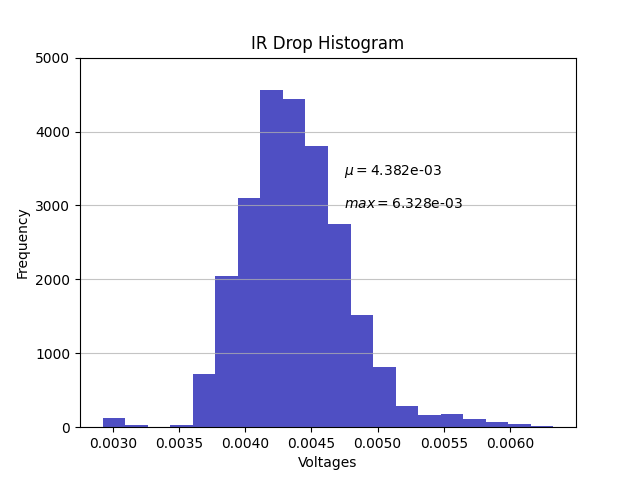 IR Drop Histogram
5000
4000
3000
2000
1000
0
Frequency
μ = 4.382e-03
max = 6.328e-03
0.0030 0.0035 0.0040 0.0045 0.0050 0.0055 0.0060
Voltages